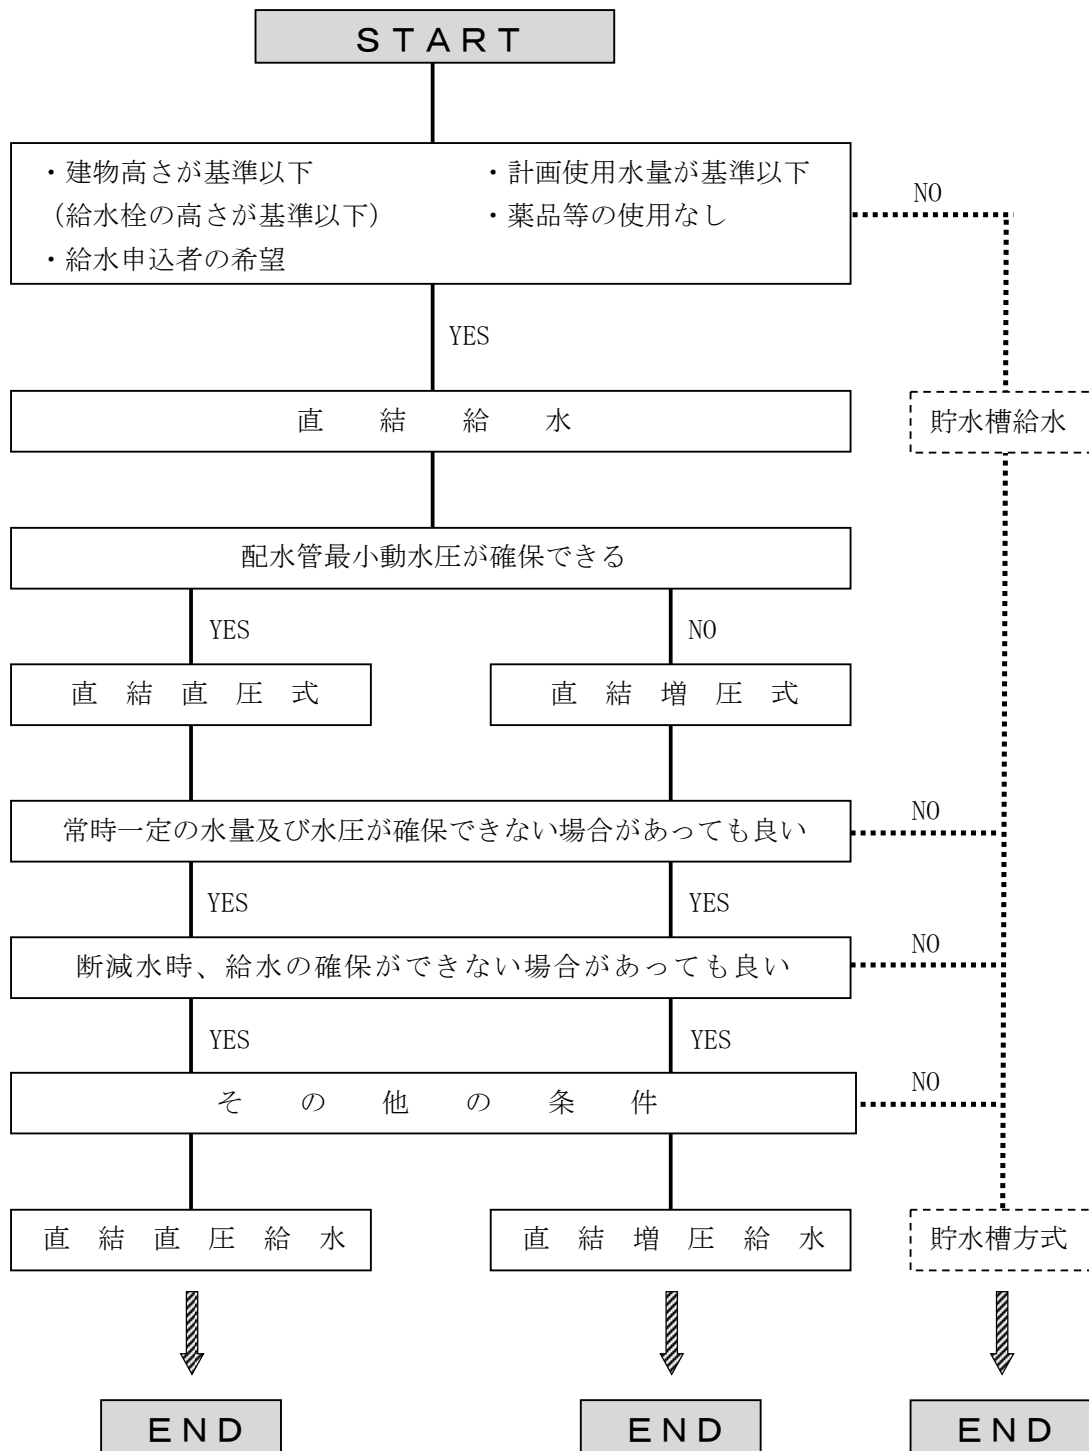 START
・建物高さが基準以下
(給水栓の高さが基準以下)
・給水申込者の希望
・計画使用水量が基準以下
・薬品等の使用なし
NO
YES
直結給水
貯水槽給水
配水管最小動水圧が確保できる
YES
NO
直結直圧式
直結増圧式
常時一定の水量及び水圧が確保できない場合があっても良い
NO
YES
YES
断減水時、給水の確保ができない場合があっても良い
NO
YES
YES
その他の条件
NO
直結直圧給水
直結増圧給水
貯水槽方式
END
END
END